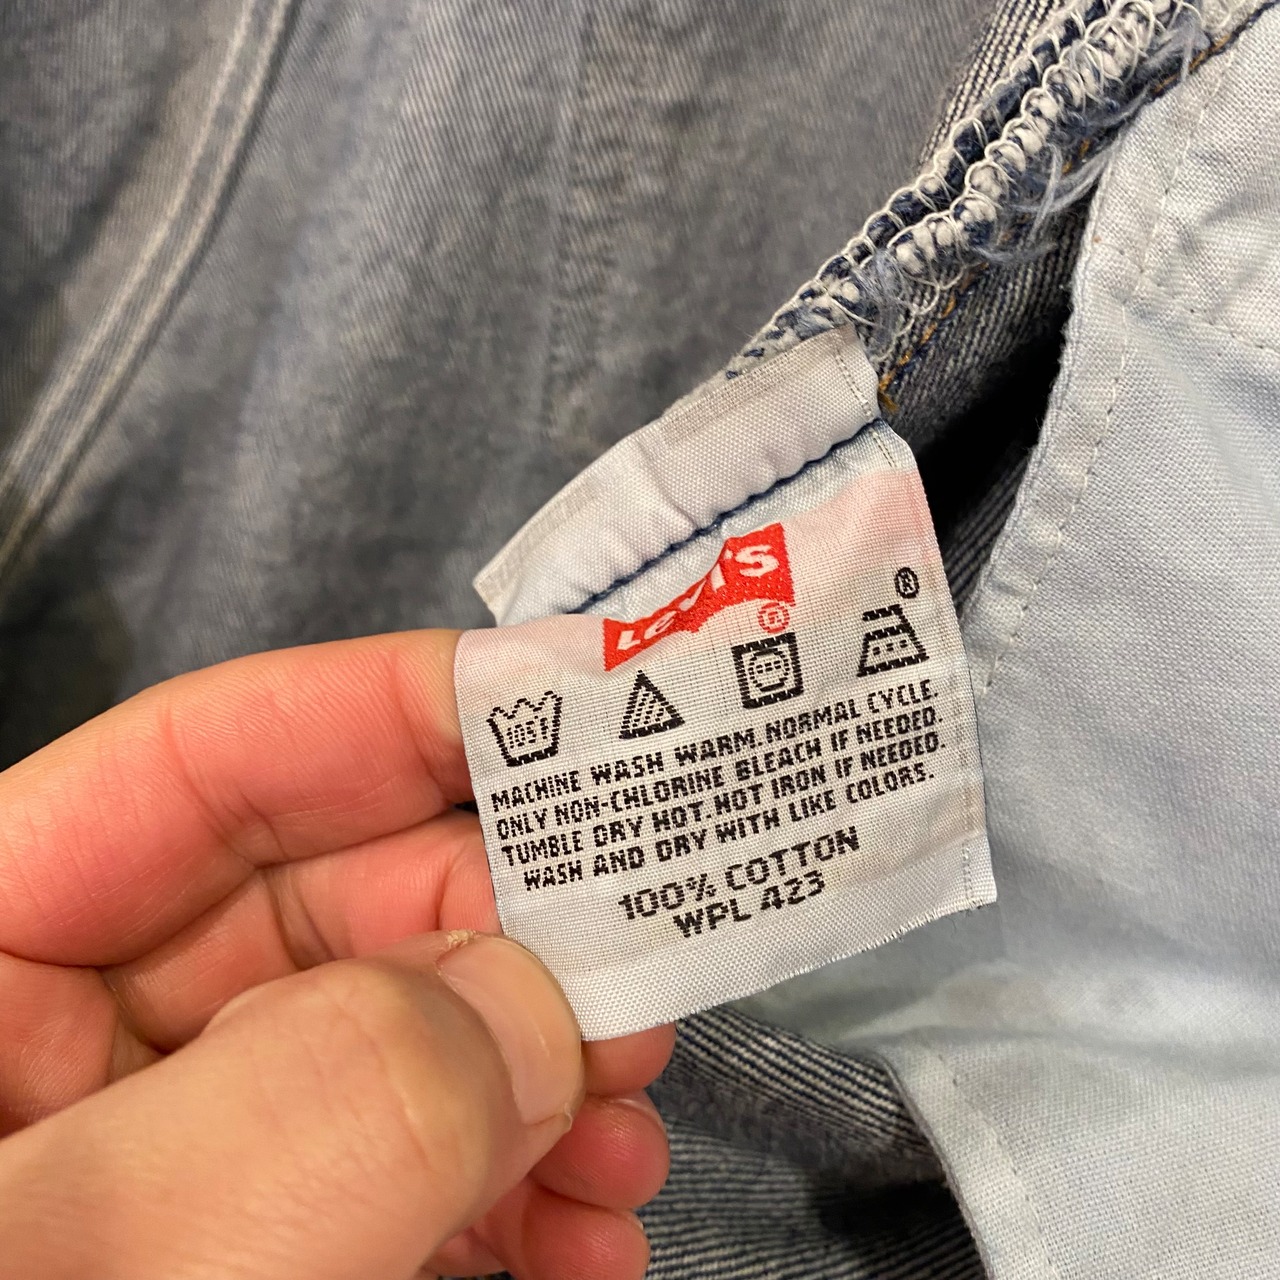 Levi's
®
®
105F
MACHINE WASH WARM. NORMAL CYCLE.
ONLY NON-CHLORINE BLEACH IF NEEDED.
TUMBLE DRY HOT. HOT IRON IF NEEDED.
WASH AND DRY WITH LIKE COLORS.
100% COTTON
WPL 423